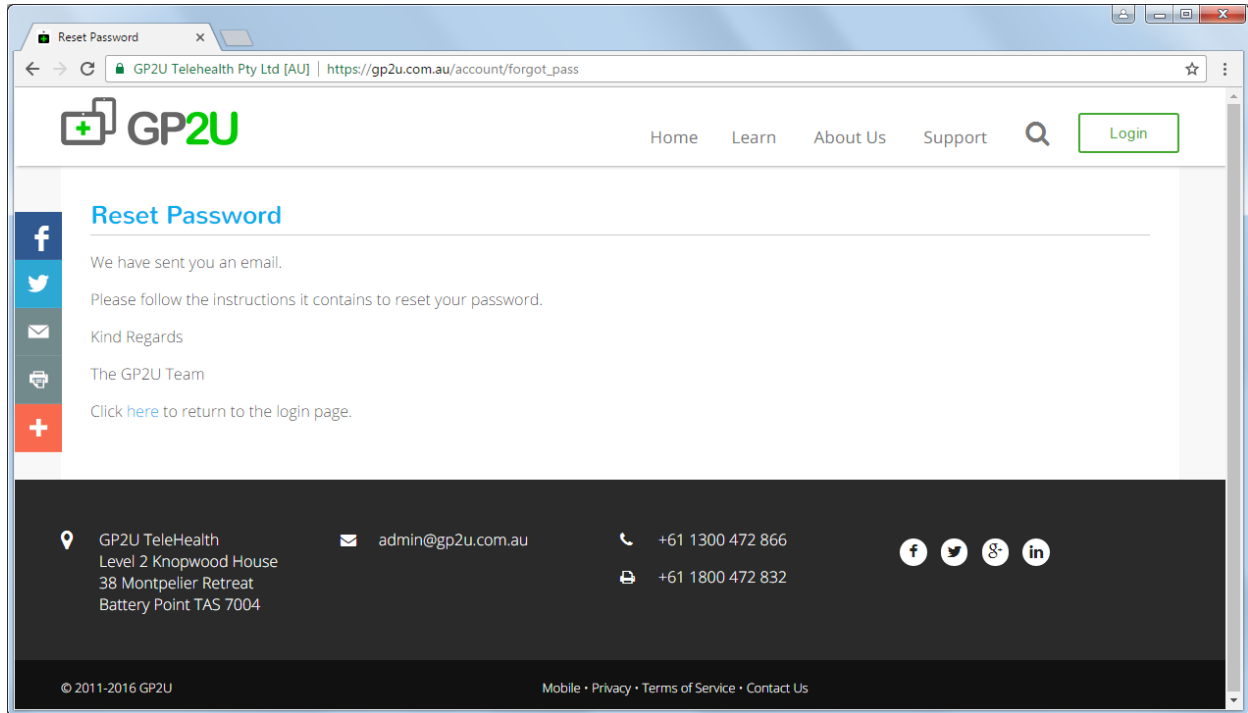 Reset Password
GP2U Telehealth Pty Ltd [AU] | https://gp2u.com.au/account/forgot_pass
GP2U
Home Learn About Us Support Login
Reset Password
We have sent you an email.
Please follow the instructions it contains to reset your password.
Kind Regards
The GP2U Team
Click here to return to the login page.
GP2U TeleHealth
Level 2 Knopwood House
38 Montpelier Retreat
Battery Point TAS 7004
admin@gp2u.com.au
+61 1300 472 866
+61 1800 472 832
© 2011-2016 GP2U
Mobile • Privacy • Terms of Service • Contact Us